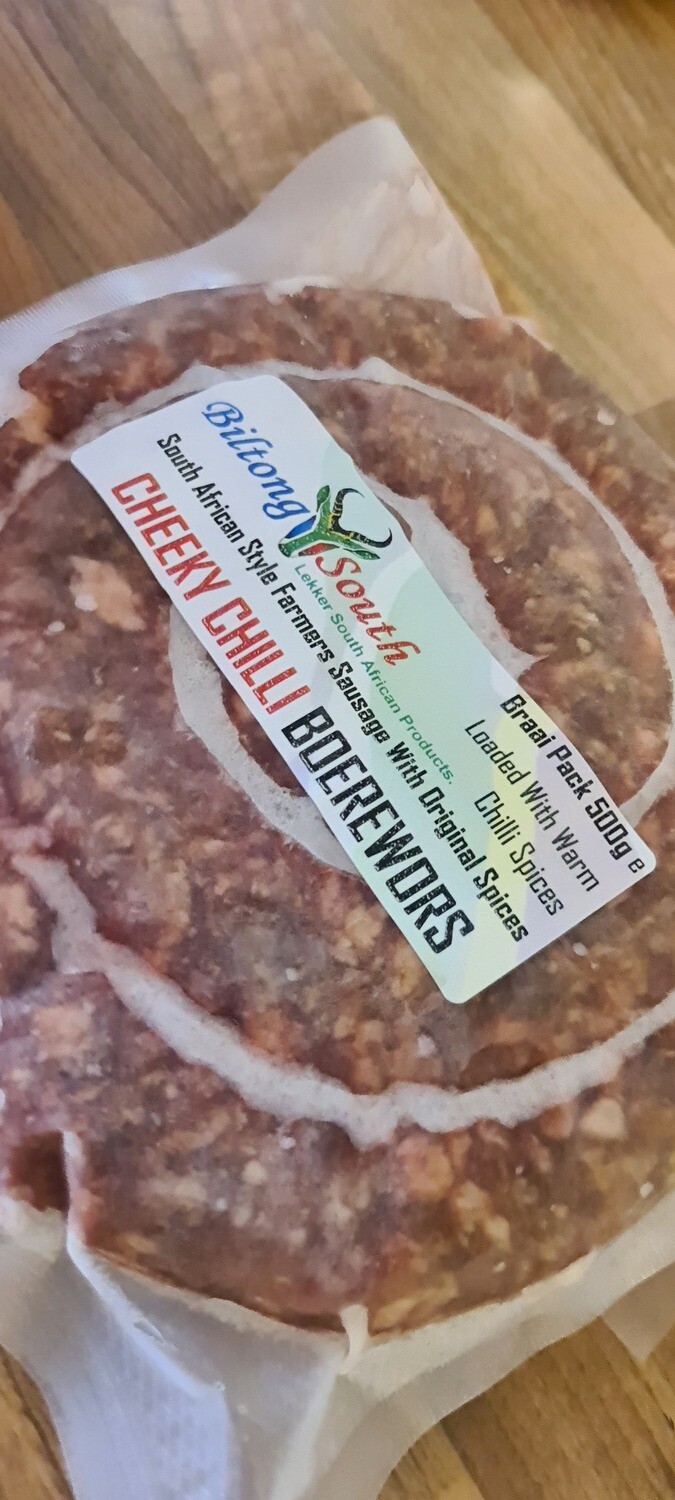 Biltong South
Lekker South African Products.
South African Style Farmers Sausage With Original Spices
CHEEKY CHILLI BOEREWORS
Braai Pack 500g e
Loaded With Warm
Chilli Spices